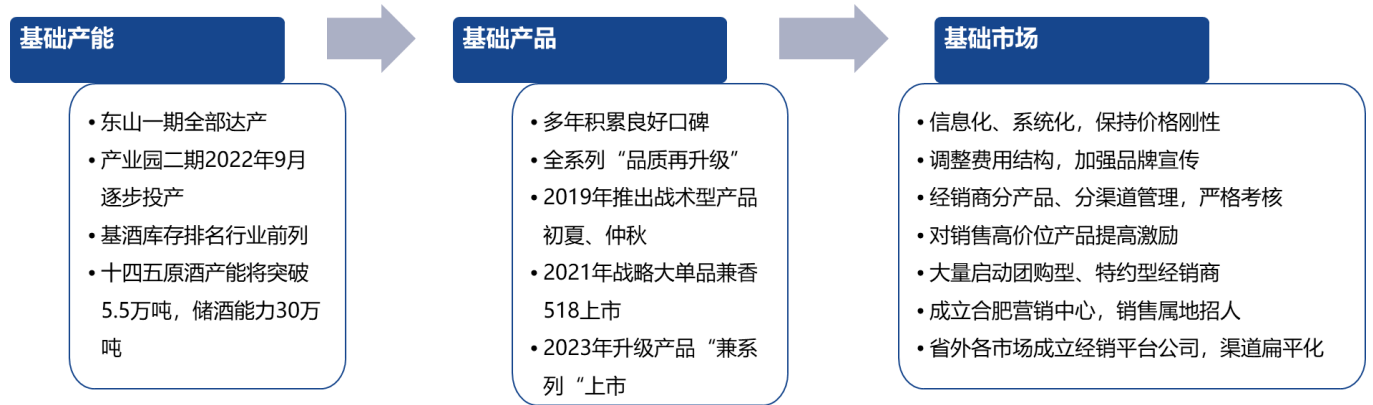 基础产能
• 东山一期全部达产
• 产业园二期2022年9月
逐步投产
• 基酒库存排名行业前列
• 十四五原酒产能将突破
5.5万吨，储酒能力30万
吨
基础产品
• 多年积累良好口碑
• 全系列“品质再升级”
• 2019年推出战术型产品
初夏、仲秋
• 2021年战略大单品兼香
518上市
• 2023年升级产品“兼系
列“上市
基础市场
• 信息化、系统化，保持价格刚性
• 调整费用结构，加强品牌宣传
• 经销商分产品、分渠道管理，严格考核
• 对销售高价位产品提高激励
• 大量启动团购型、特约型经销商
• 成立合肥营销中心，销售属地招人
• 省外各市场成立经销平台公司，渠道扁平化